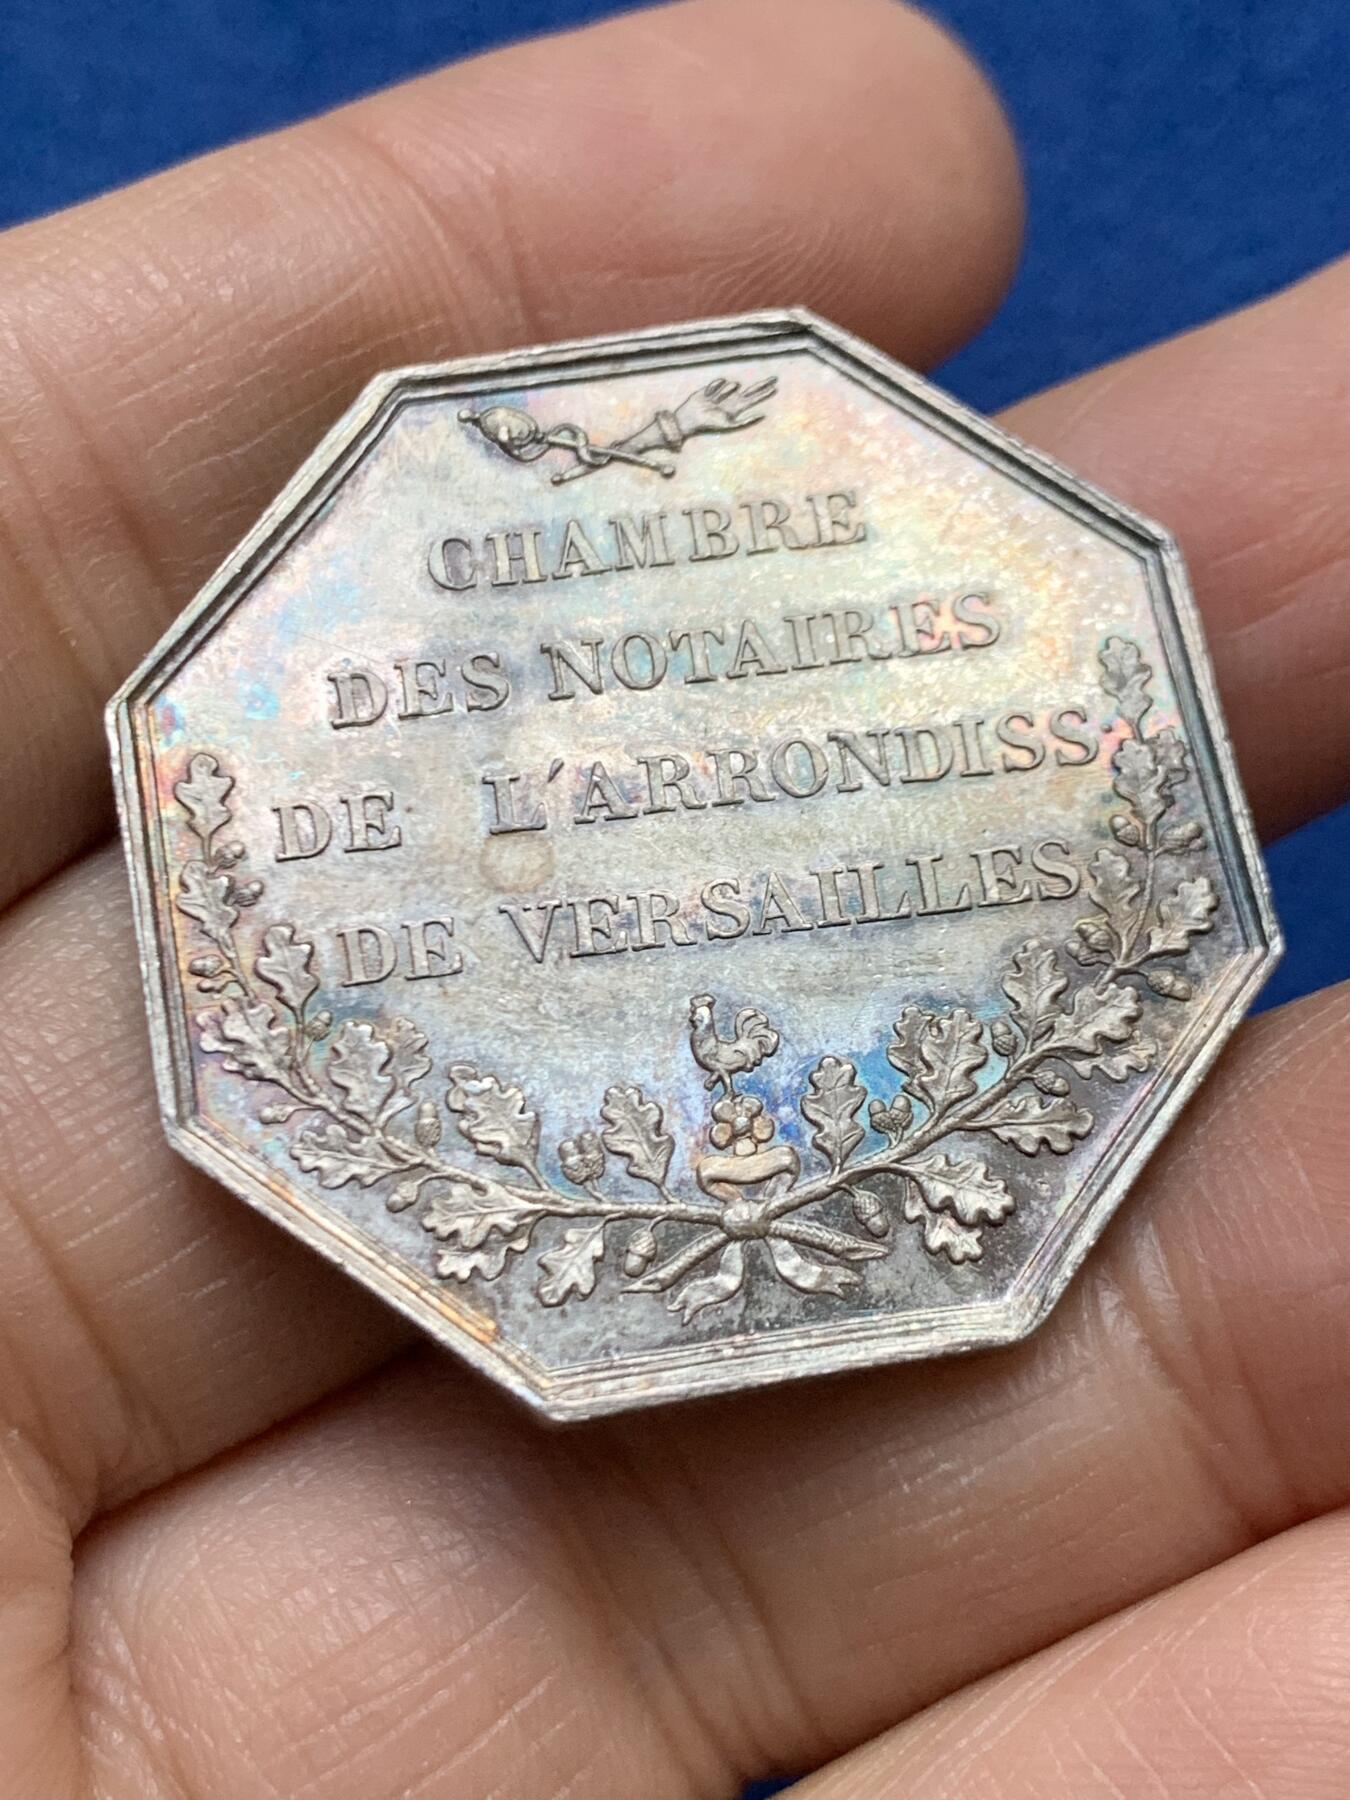 CHAMBRE
DES NOTAIRES
DE L'ARRONDISS.
DE VERSAILLES